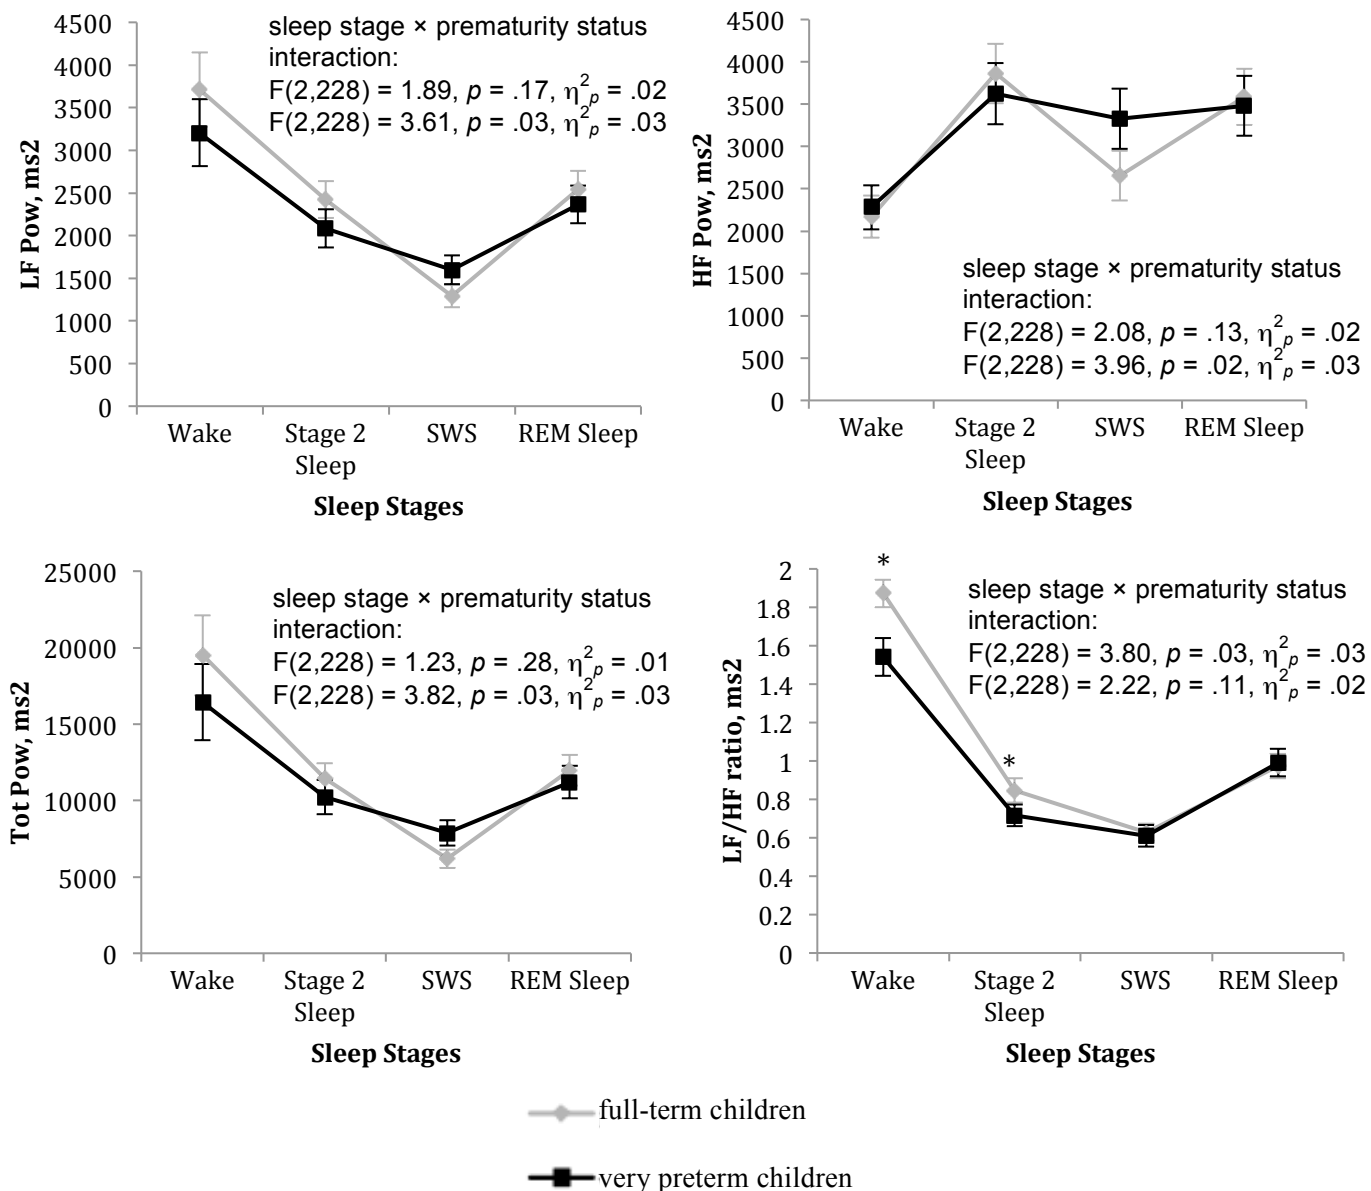 LF Pow, ms2
4500
4000
3500
3000
2500
2000
1500
1000
500
0
sleep stage × prematurity status
interaction:
F(2,228) = 1.89, p = .17, η²ₚ = .02
F(2,228) = 3.61, p = .03, η²ₚ = .03
Wake
Stage 2
Sleep
SWS
REM Sleep
Sleep Stages
HF Pow, ms2
4500
4000
3500
3000
2500
2000
1500
1000
500
0
sleep stage × prematurity status
interaction:
F(2,228) = 2.08, p = .13, η²ₚ = .02
F(2,228) = 3.96, p = .02, η²ₚ = .03
Wake
Stage 2
Sleep
SWS
REM Sleep
Sleep Stages
Tot Pow, ms2
25000
20000
15000
10000
5000
0
sleep stage × prematurity status
interaction:
F(2,228) = 1.23, p = .28, η²ₚ = .01
F(2,228) = 3.82, p = .03, η²ₚ = .03
Wake
Stage 2
Sleep
SWS
REM Sleep
Sleep Stages
LF/HF ratio, ms2
2
1.8
1.6
1.4
1.2
1
0.8
0.6
0.4
0.2
0
*
*
sleep stage × prematurity status
interaction:
F(2,228) = 3.80, p = .03, η²ₚ = .03
F(2,228) = 2.22, p = .11, η²ₚ = .02
Wake
Stage 2
Sleep
SWS
REM Sleep
Sleep Stages
full-term children
very preterm children